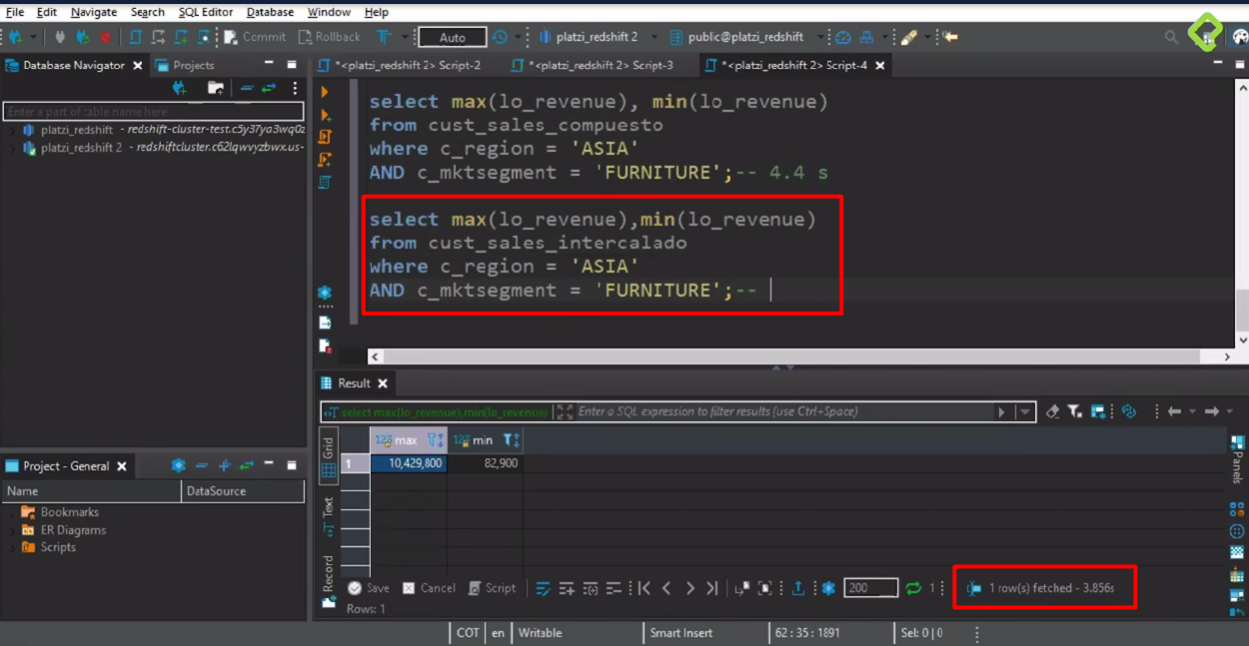 File Edit Navigate Search SQL Editor Database Window Help
Commit Rollback Auto platzi_redshift 2 public@platzi_redshift
Database Navigator Projects
*<platzi_redshift 2> Script-2 *<platzi_redshift 2> Script-3 *<platzi_redshift 2> Script-4
Enter a part of table name here
platzi_redshift - redshift-cluster-test.c5y37ya3wq0z
platzi_redshift 2 - redshiftcluster.c62lqwvyzbwx.us-
select max(lo_revenue), min(lo_revenue)
from cust_sales_compuesto
where c_region = 'ASIA'
AND c_mktsegment = 'FURNITURE';-- 4.4 s
select max(lo_revenue),min(lo_revenue)
from cust_sales_intercalado
where c_region = 'ASIA'
AND c_mktsegment = 'FURNITURE';--
Result
select max(lo_revenue),min(lo_revenue) Enter a SQL expression to filter results (use Ctrl+Space)
Grid
Text
Record
max min
1 10,429,800 82,900
Panels
Save Cancel Script 200 1 1 row(s) fetched - 3.856s
Rows: 1
Project - General
Name DataSource
Bookmarks
ER Diagrams
Scripts
COT en Writable Smart Insert 62 : 35 : 1891 Sel: 0 | 0